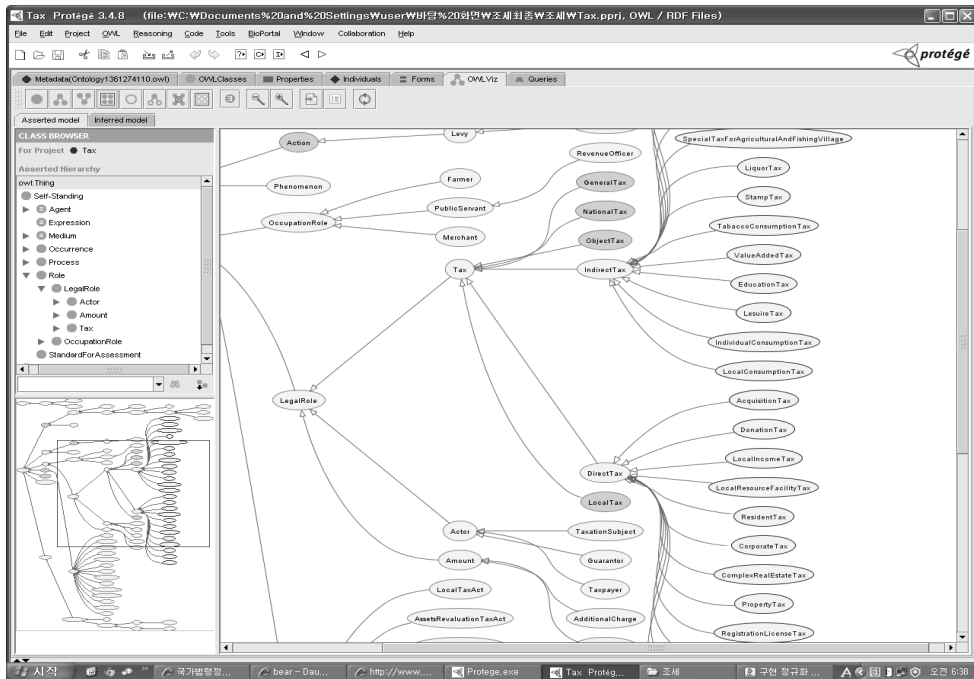 Tax Protégé 3.4.8 (file:₩C:₩Documents%20and%20Settings₩user₩바탕%20화면₩조세최종₩조세₩Tax.pprj, OWL / RDF Files)
File Edit Project OWL Reasoning Code Tools BioPortal Window Collaboration Help
protégé
Metadata(Ontology1361274110.owl) OWLClasses Properties Individuals Forms OWLViz Queries
Asserted model Inferred model
CLASS BROWSER
For Project Tax
Asserted Hierarchy
owl:Thing
Self-Standing
Agent
Expression
Medium
Occurrence
Process
Role
LegalRole
Actor
Amount
Tax
OccupationRole
StandardForAssessment
Action
Levy
Phenomenon
OccupationRole
Farmer
PublicServant
Merchant
RevenueOfficer
GeneralTax
NationalTax
ObjectTax
Tax
IndirectTax
SpecialTaxForAgriculturalAndFishingVillage
LiquorTax
StampTax
TabaccoConsumptionTax
ValueAddedTax
EducationTax
LesuireTax
IndividualConsumptionTax
LocalConsumptionTax
LegalRole
AcquisitionTax
DonationTax
LocalIncomeTax
DirectTax
LocalResourceFacilityTax
LocalTax
ResidentTax
Actor
TaxationSubject
CorporateTax
Amount
Guarantor
ComplexRealEstateTax
LocalTaxAct
Taxpayer
PropertyTax
AssetsRevaluationTaxAct
AdditionalCharge
RegistrationLicenseTax
시작 국가법령정... bear – Dau... http://www.... Protege.exe Tax Protég... 조세 구현 정규화 ... A 오전 6:38